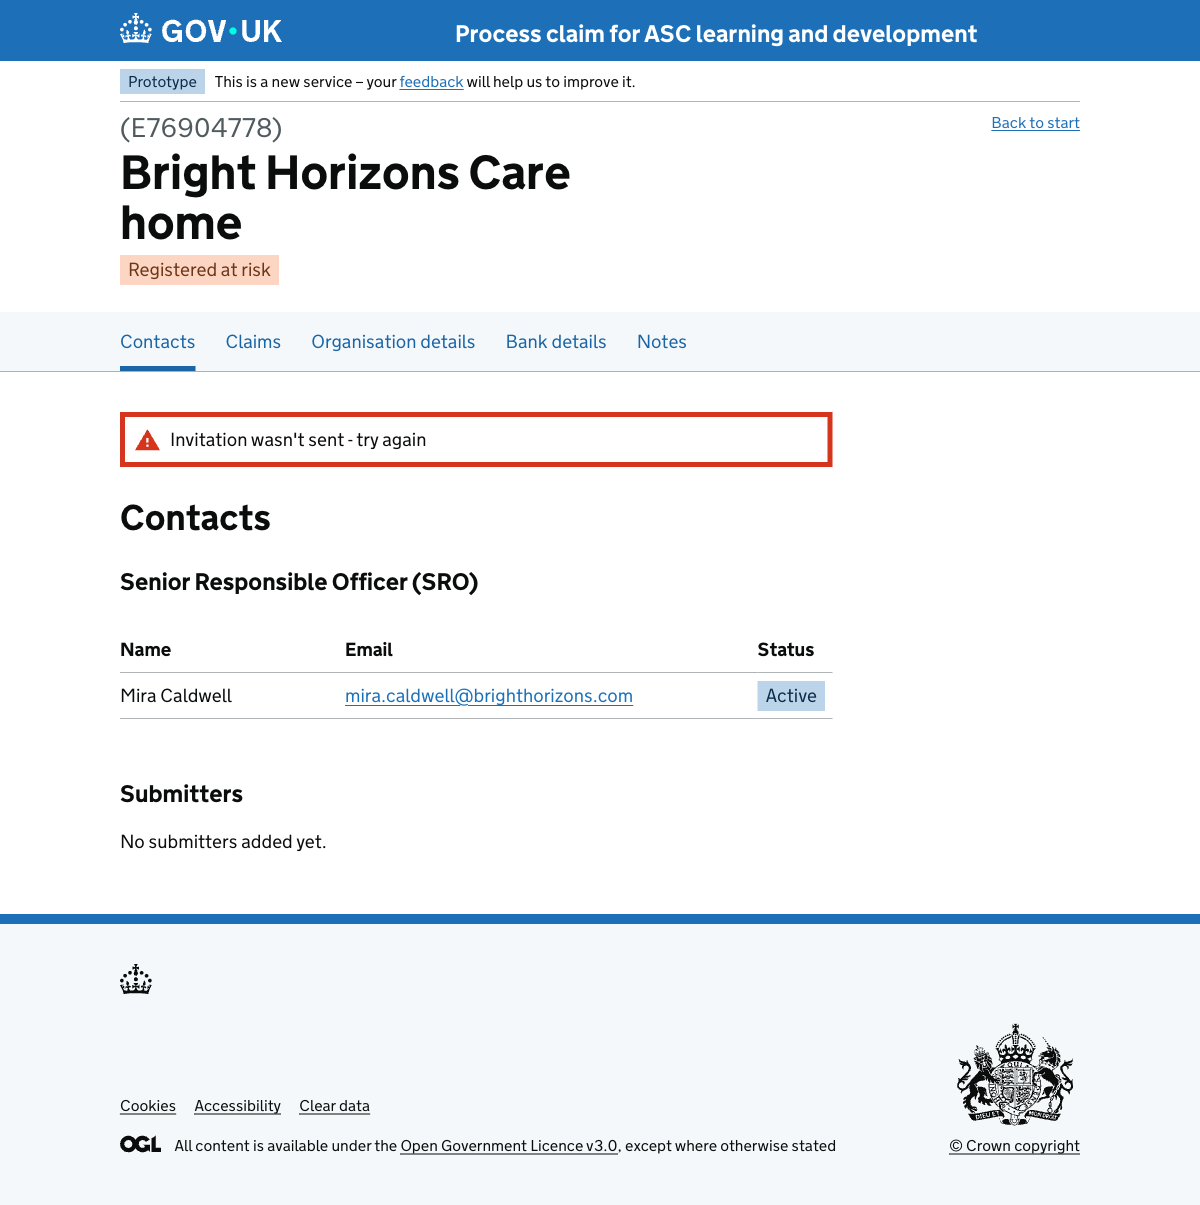 GOV·UK
Process claim for ASC learning and development
Prototype This is a new service – your feedback will help us to improve it.
(E76904778)
Back to start
Bright Horizons Care
home
Registered at risk
Contacts Claims Organisation details Bank details Notes
Invitation wasn't sent - try again
Contacts
Senior Responsible Officer (SRO)
Name Email Status
Mira Caldwell mira.caldwell@brighthorizons.com Active
Submitters
No submitters added yet.
Cookies Accessibility Clear data
OGL All content is available under the Open Government Licence v3.0, except where otherwise stated
© Crown copyright